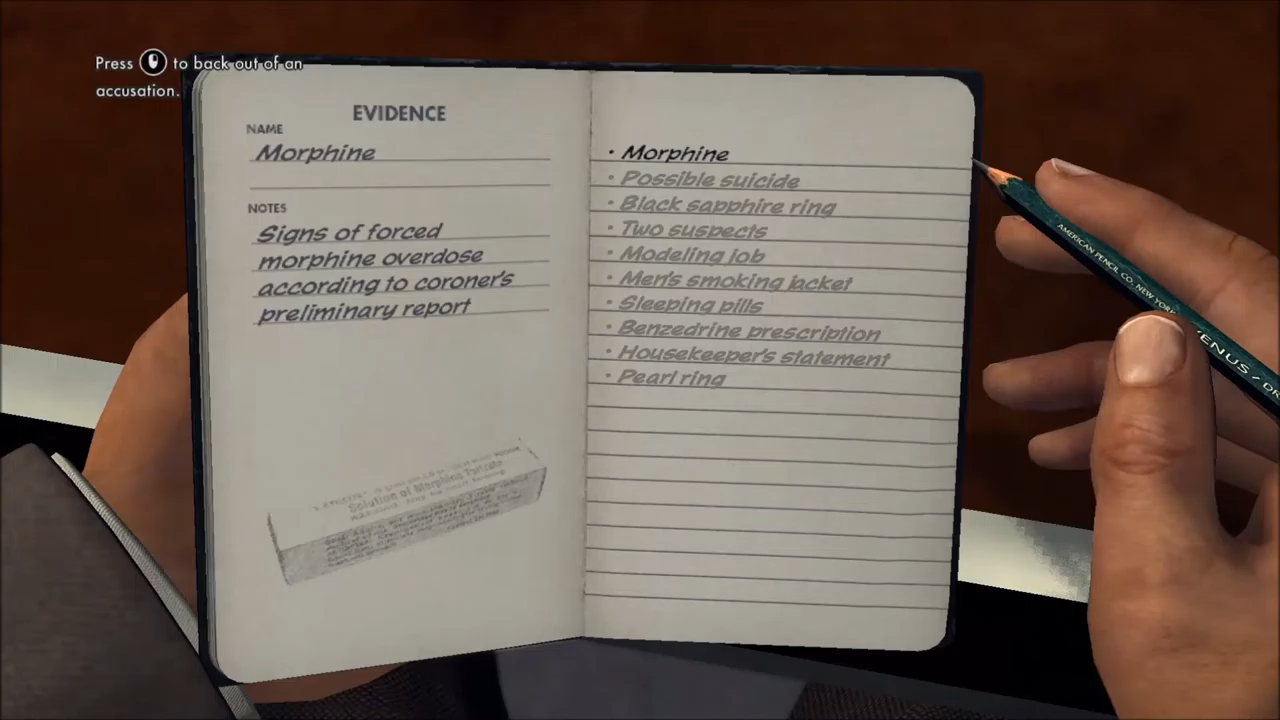 Press to back out of an
accusation.
EVIDENCE
NAME
Morphine
NOTES
Signs of forced
morphine overdose
according to coroner's
preliminary report
Solution of Morphine Tartrate
• Morphine
• Possible suicide
• Black sapphire ring
• Two suspects
• Modeling job
• Men's smoking jacket
• Sleeping pills
• Benzedrine prescription
• Housekeeper's statement
• Pearl ring
AMERICAN PENCIL CO. NEW YORK
VENUS / DR